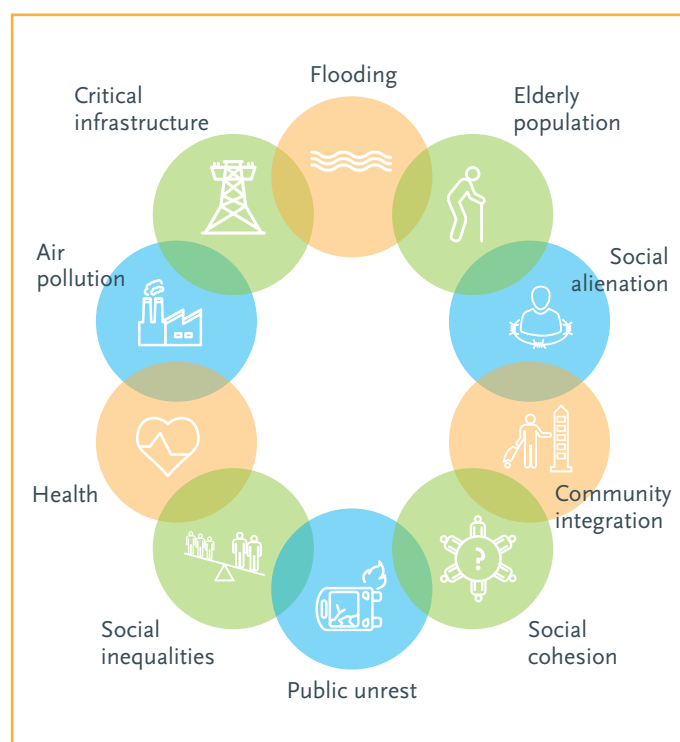 Flooding
Critical
infrastructure
Elderly
population
Air
pollution
Social
alienation
Health
Community
integration
?
Social
inequalities
Social
cohesion
Public unrest